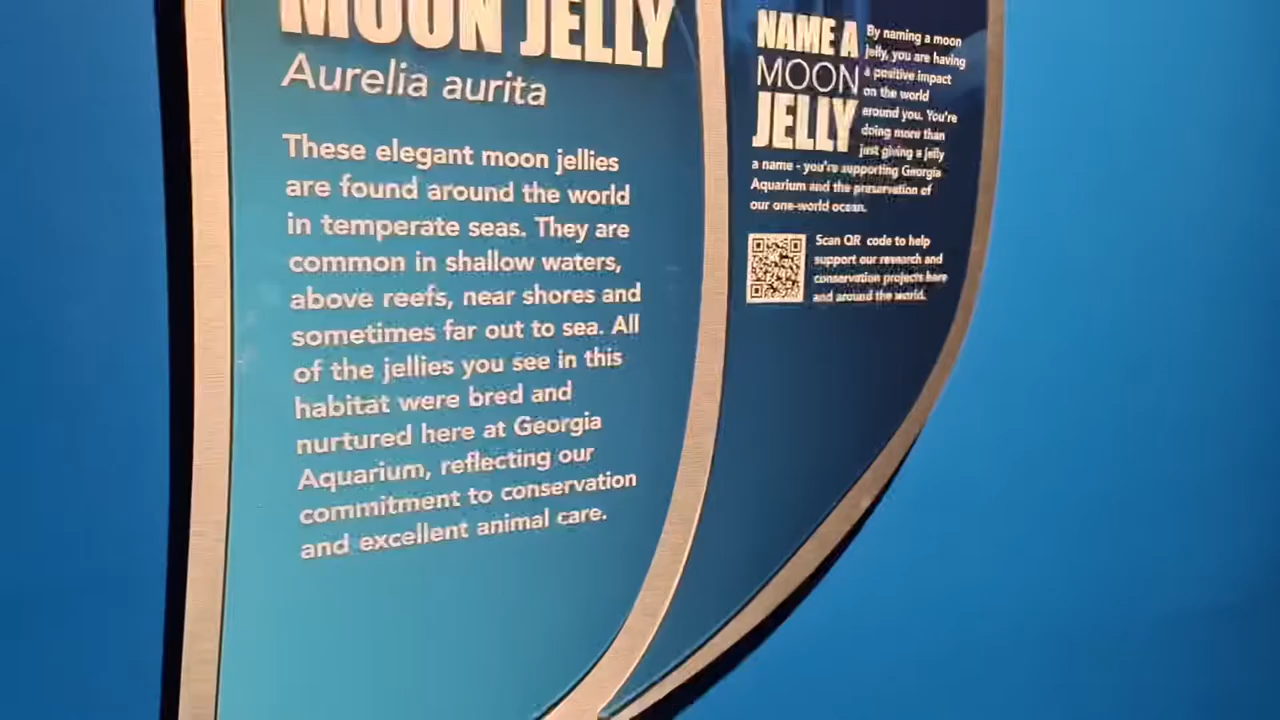 MOON JELLY
Aurelia aurita
These elegant moon jellies
are found around the world
in temperate seas. They are
common in shallow waters,
above reefs, near shores and
sometimes far out to sea. All
of the jellies you see in this
habitat were bred and
nurtured here at Georgia
Aquarium, reflecting our
commitment to conservation
and excellent animal care.
NAME A
MOON
JELLY
By naming a moon
jelly, you are having
a positive impact
on the world
around you. You're
doing more than
just giving a jelly
a name - you're supporting Georgia
Aquarium and the preservation of
our one-world ocean.
Scan QR code to help
support our research and
conservation projects here
and around the world.